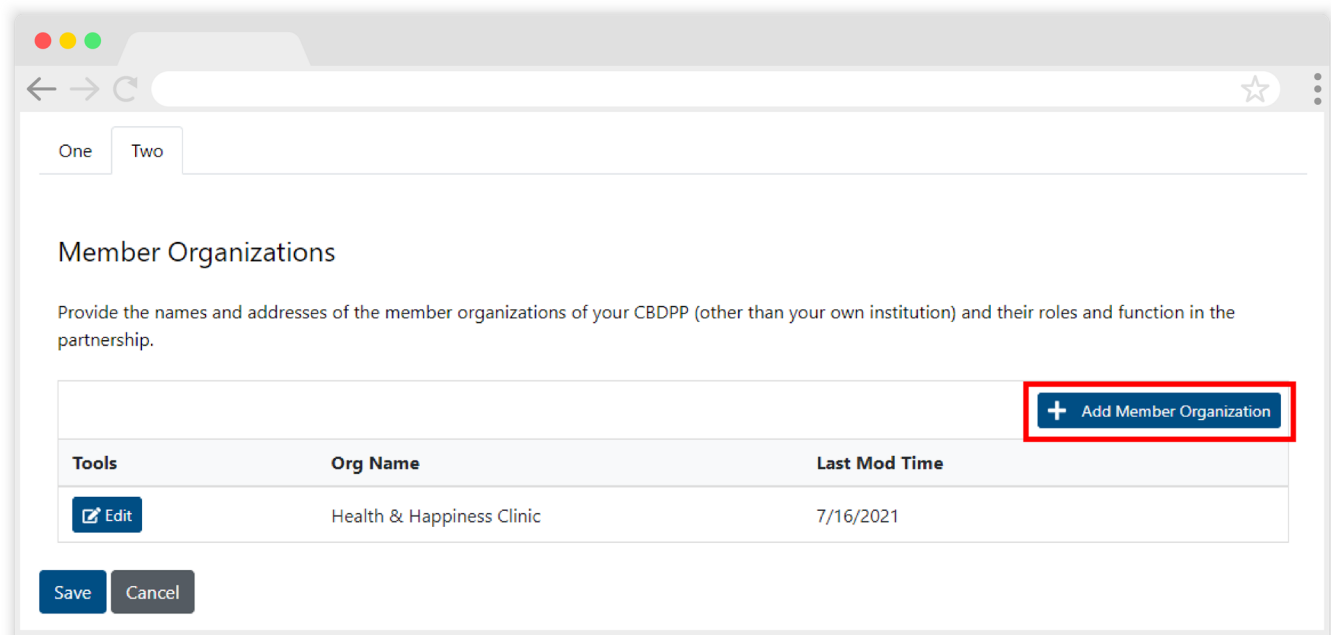 One Two
Member Organizations
Provide the names and addresses of the member organizations of your CBDPP (other than your own institution) and their roles and function in the
partnership.
Add Member Organization
Tools Org Name Last Mod Time
Edit Health & Happiness Clinic 7/16/2021
Save Cancel